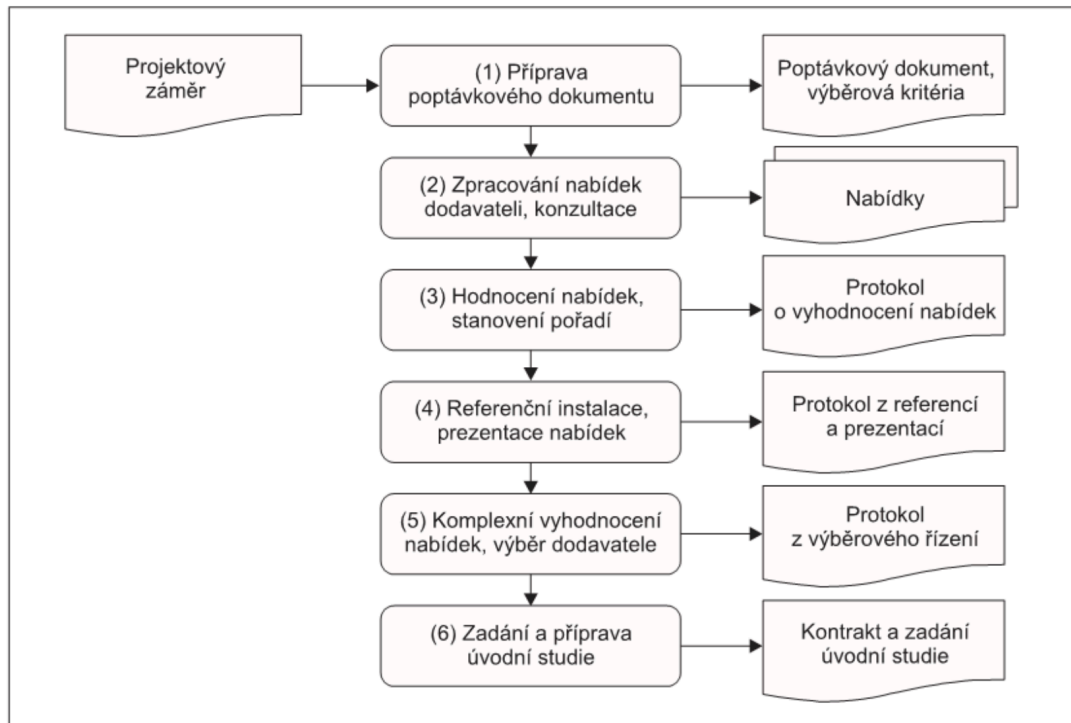 Projektový
záměr
(1) Příprava
poptávkového dokumentu
Poptávkový dokument,
výběrová kritéria
(2) Zpracování nabídek
dodavateli, konzultace
Nabídky
(3) Hodnocení nabídek,
stanovení pořadí
Protokol
o vyhodnocení nabídek
(4) Referenční instalace,
prezentace nabídek
Protokol z referencí
a prezentací
(5) Komplexní vyhodnocení
nabídek, výběr dodavatele
Protokol
z výběrového řízení
(6) Zadání a příprava
úvodní studie
Kontrakt a zadání
úvodní studie